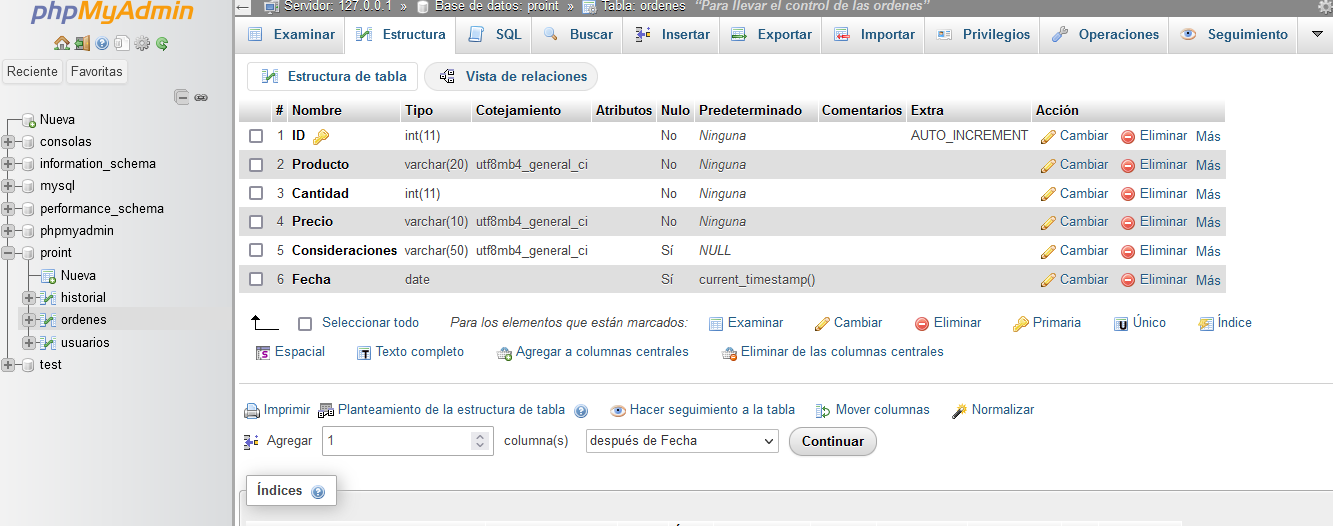 phpMyAdmin
Servidor: 127.0.0.1 » Base de datos: proint » Tabla: ordenes "Para llevar el control de las ordenes"
Examinar Estructura SQL Buscar Insertar Exportar Importar Privilegios Operaciones Seguimiento
Reciente Favoritas
Nueva
consolas
information_schema
mysql
performance_schema
phpmyadmin
proint
Nueva
historial
ordenes
usuarios
test
Estructura de tabla Vista de relaciones
# Nombre Tipo Cotejamiento Atributos Nulo Predeterminado Comentarios Extra Acción
1 ID int(11) No Ninguna AUTO_INCREMENT Cambiar Eliminar Más
2 Producto varchar(20) utf8mb4_general_ci No Ninguna Cambiar Eliminar Más
3 Cantidad int(11) No Ninguna Cambiar Eliminar Más
4 Precio varchar(10) utf8mb4_general_ci No Ninguna Cambiar Eliminar Más
5 Consideraciones varchar(50) utf8mb4_general_ci Sí NULL Cambiar Eliminar Más
6 Fecha date Sí current_timestamp() Cambiar Eliminar Más
Seleccionar todo Para los elementos que están marcados: Examinar Cambiar Eliminar Primaria Único Índice
Espacial Texto completo Agregar a columnas centrales Eliminar de las columnas centrales
Imprimir Planteamiento de la estructura de tabla Hacer seguimiento a la tabla Mover columnas Normalizar
Agregar 1 columna(s) después de Fecha Continuar
Índices